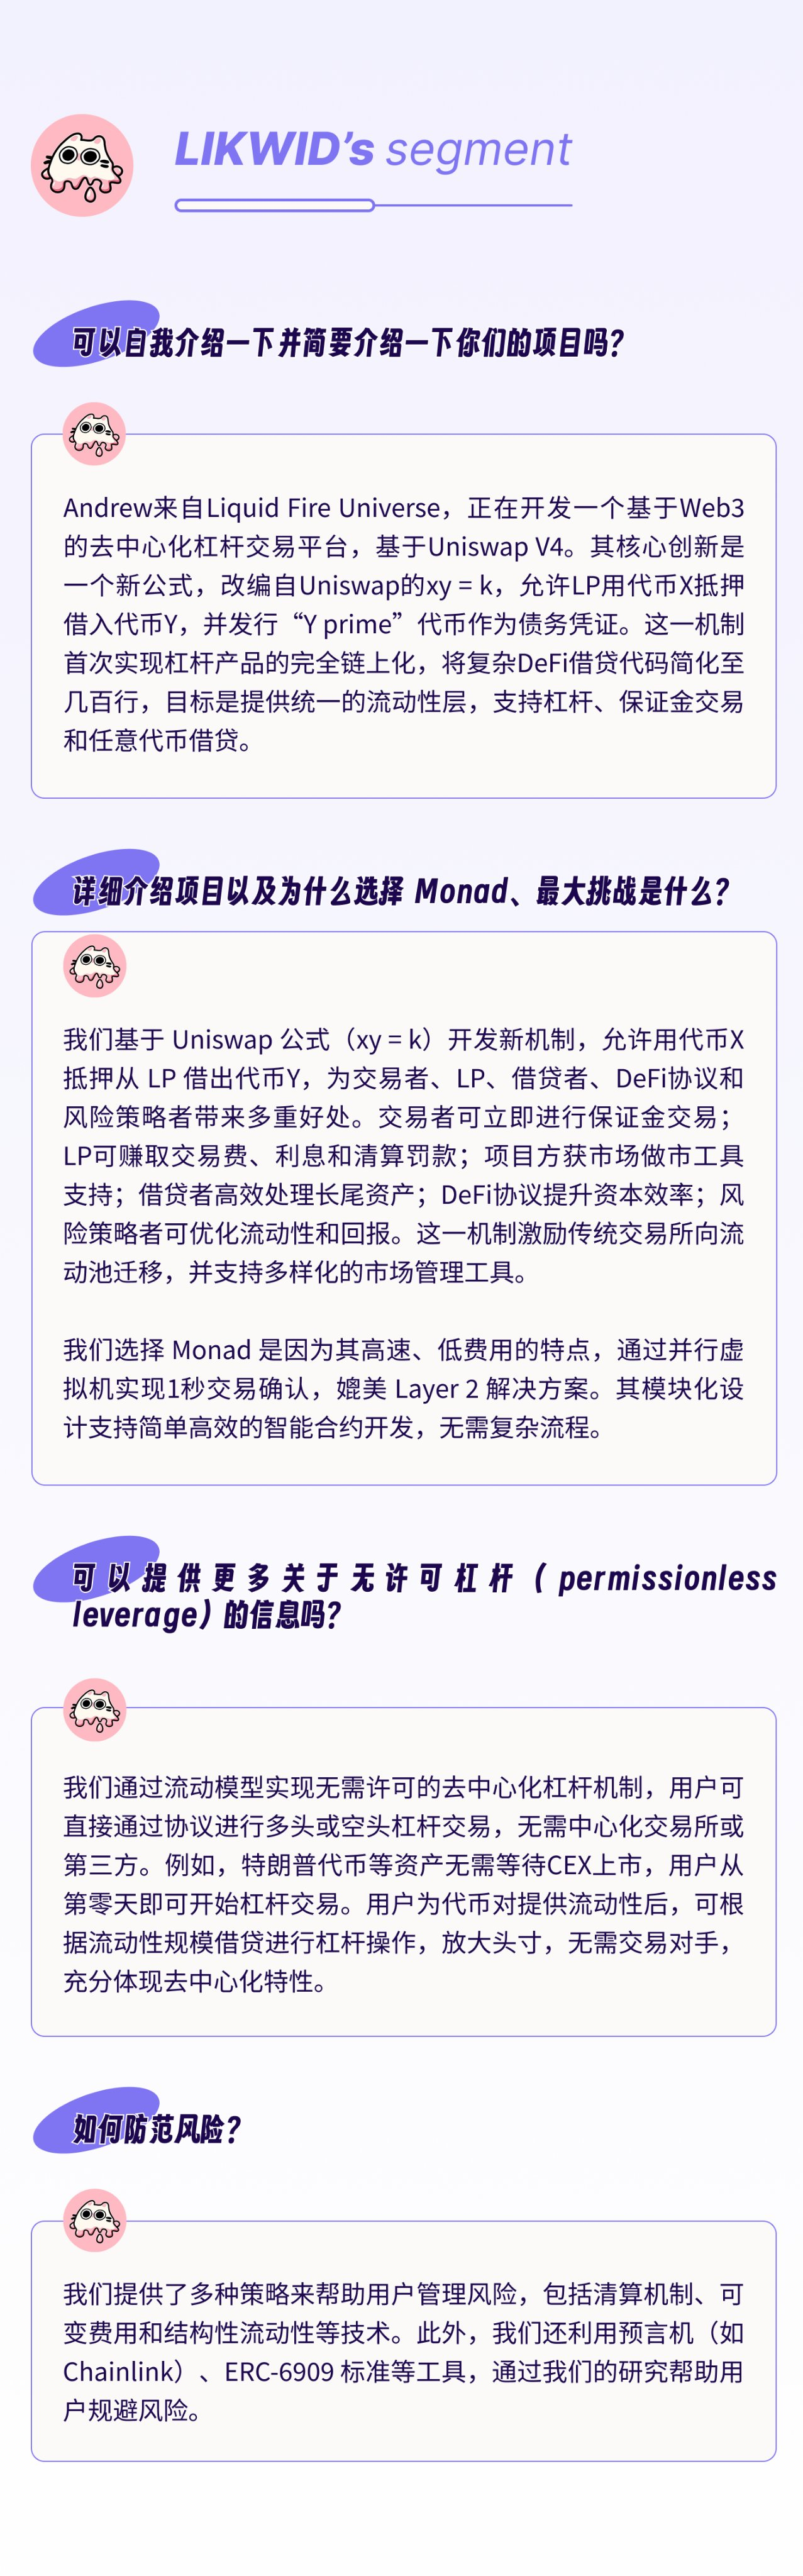 LIKWID’s segment
可以自我介绍一下并简要介绍一下你们的项目吗？
Andrew来自Liquid Fire Universe，正在开发一个基于Web3
的去中心化杠杆交易平台，基于Uniswap V4。其核心创新是
一个新公式，改编自Uniswap的xy = k，允许LP用代币X抵押
借入代币Y，并发行“Y prime”代币作为债务凭证。这一机制
首次实现杠杆产品的完全链上化，将复杂DeFi借贷代码简化至
几百行，目标是提供统一的流动性层，支持杠杆、保证金交易
和任意代币借贷。
详细介绍项目以及为什么选择 Monad、最大挑战是什么？
我们基于 Uniswap 公式（xy = k）开发新机制，允许用代币X
抵押从 LP 借出代币Y，为交易者、LP、借贷者、DeFi协议和
风险策略者带来多重好处。交易者可立即进行保证金交易；
LP可赚取交易费、利息和清算罚款；项目方获市场做市工具
支持；借贷者高效处理长尾资产；DeFi协议提升资本效率；风
险策略者可优化流动性和回报。这一机制激励传统交易所向流
动池迁移，并支持多样化的市场管理工具。
我们选择 Monad 是因为其高速、低费用的特点，通过并行虚
拟机实现1秒交易确认，媲美 Layer 2 解决方案。其模块化设
计支持简单高效的智能合约开发，无需复杂流程。
可以提供更多关于无许可杠杆（permissionless
leverage）的信息吗？
我们通过流动模型实现无需许可的去中心化杠杆机制，用户可
直接通过协议进行多头或空头杠杆交易，无需中心化交易所或
第三方。例如，特朗普代币等资产无需等待CEX上市，用户从
第零天即可开始杠杆交易。用户为代币对提供流动性后，可根
据流动性规模借贷进行杠杆操作，放大头寸，无需交易对手，
充分体现去中心化特性。
如何防范风险？
我们提供了多种策略来帮助用户管理风险，包括清算机制、可
变费用和结构性流动性等技术。此外，我们还利用预言机（如
Chainlink）、ERC-6909 标准等工具，通过我们的研究帮助用
户规避风险。